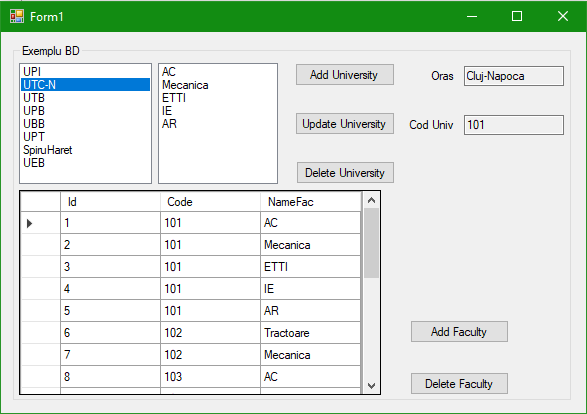 Form1
Exemplu BD
UPI
UTC-N
UTB
UPB
UBB
UPT
SpiruHaret
UEB
AC
Mecanica
ETTI
IE
AR
Add University
Update University
Delete University
Oras Cluj-Napoca
Cod Univ 101
Id Code NameFac
1 101 AC
2 101 Mecanica
3 101 ETTI
4 101 IE
5 101 AR
6 102 Tractoare
7 102 Mecanica
8 103 AC
Add Faculty
Delete Faculty